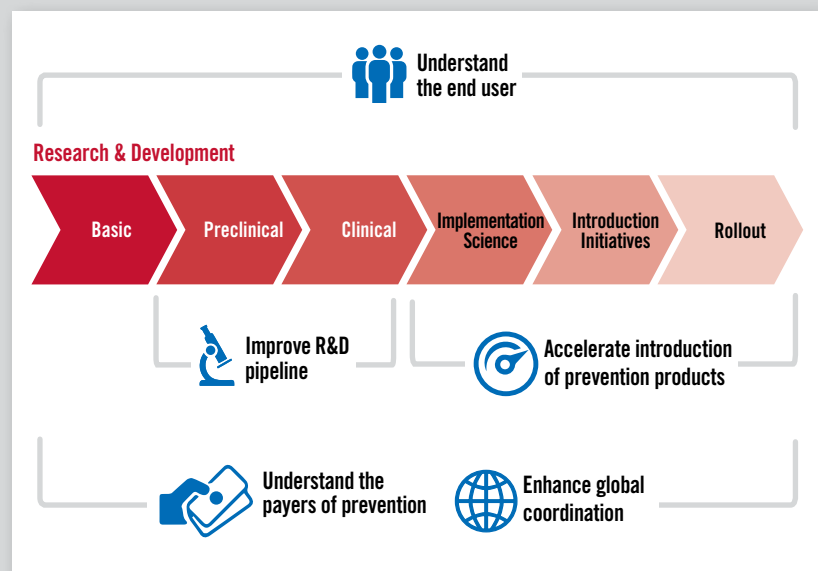 Understand
the end user
Research & Development
Basic
Preclinical
Clinical
Implementation
Science
Introduction
Initiatives
Rollout
Improve R&D
pipeline
Accelerate introduction
of prevention products
Understand the
payers of prevention
Enhance global
coordination